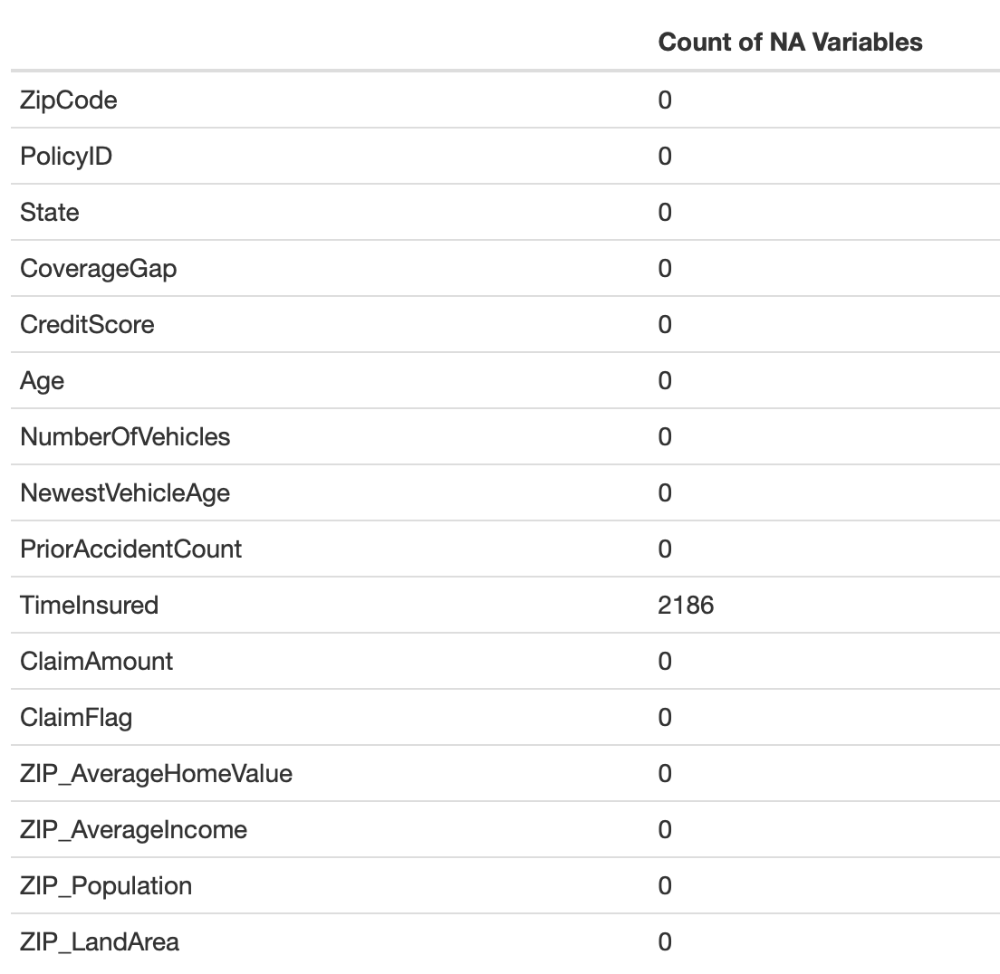 Count of NA Variables
ZipCode 0
PolicyID 0
State 0
CoverageGap 0
CreditScore 0
Age 0
NumberOfVehicles 0
NewestVehicleAge 0
PriorAccidentCount 0
TimeInsured 2186
ClaimAmount 0
ClaimFlag 0
ZIP_AverageHomeValue 0
ZIP_AverageIncome 0
ZIP_Population 0
ZIP_LandArea 0